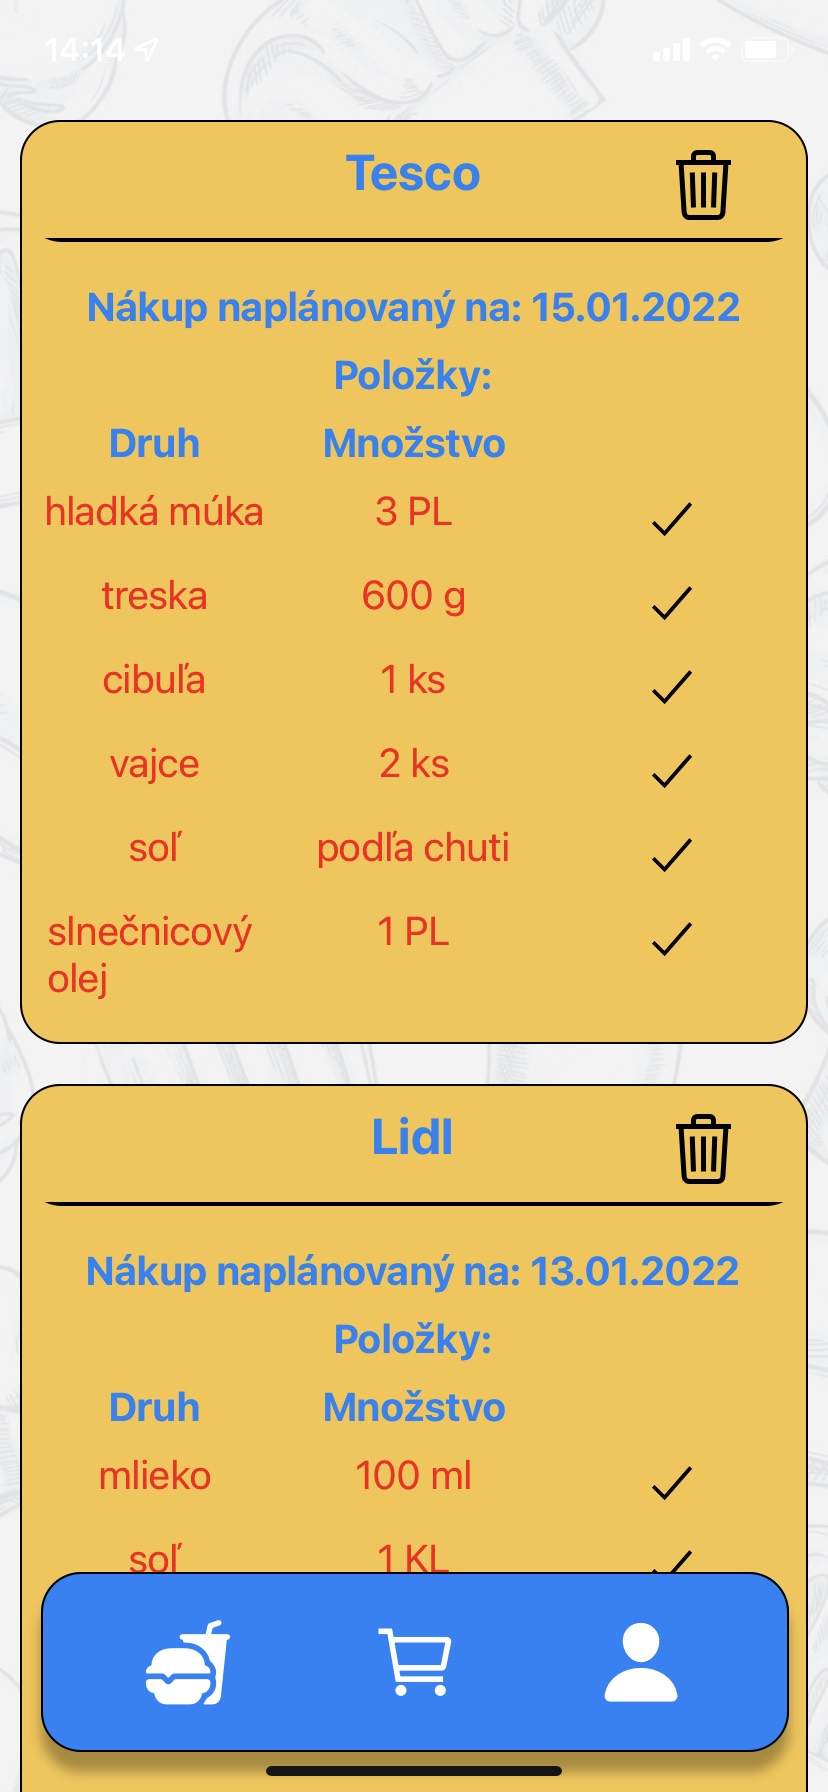 14:14
Tesco
Nákup naplánovaný na: 15.01.2022
Položky:
Druh Množstvo
hladká múka 3 PL
treska 600 g
cibuľa 1 ks
vajce 2 ks
soľ podľa chuti
slnečnicový 1 PL
olej
Lidl
Nákup naplánovaný na: 13.01.2022
Položky:
Druh Množstvo
mlieko 100 ml
soľ 1 KL